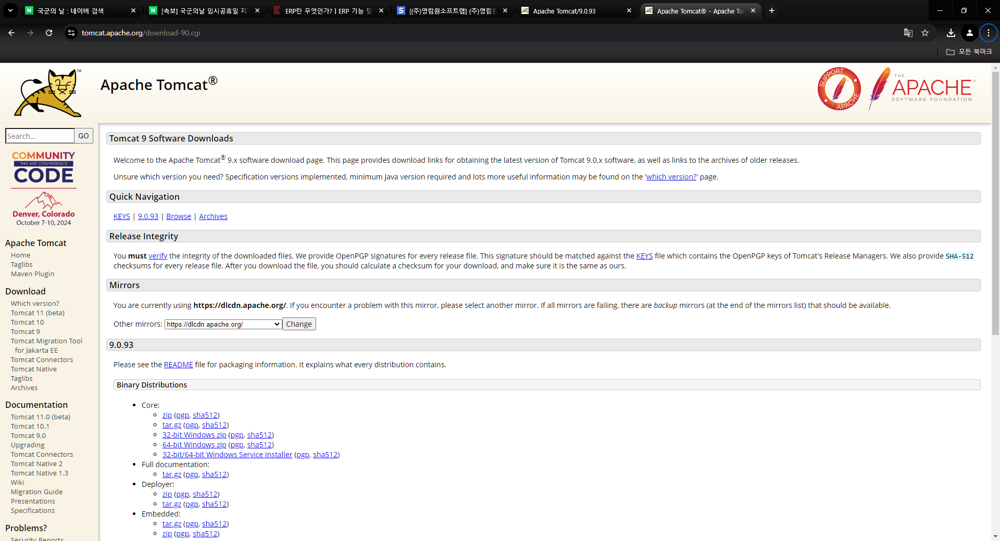 국군의 날 : 네이버 검색
[속보] 국군의날 임시공휴일 지
ERP란 무엇인가? | ERP 기능 및
[(주)영림원소프트랩] (주)영림원
Apache Tomcat/9.0.93
Apache Tomcat® - Apache To
tomcat.apache.org/download-90.cgi
모든 북마크
Apache Tomcat®
SUPPORT APACHE
THE APACHE®
SOFTWARE FOUNDATION
Search...
GO
COMMUNITY
THE ASF CONFERENCE
CODE
Denver, Colorado
October 7-10, 2024
Apache Tomcat
Home
Taglibs
Maven Plugin
Download
Which version?
Tomcat 11 (beta)
Tomcat 10
Tomcat 9
Tomcat Migration Tool
for Jakarta EE
Tomcat Connectors
Tomcat Native
Taglibs
Archives
Documentation
Tomcat 11.0 (beta)
Tomcat 10.1
Tomcat 9.0
Upgrading
Tomcat Connectors
Tomcat Native 2
Tomcat Native 1.3
Wiki
Migration Guide
Presentations
Specifications
Problems?
Security Reports
Tomcat 9 Software Downloads
Welcome to the Apache Tomcat® 9.x software download page. This page provides download links for obtaining the latest version of Tomcat 9.0.x software, as well as links to the archives of older releases.
Unsure which version you need? Specification versions implemented, minimum Java version required and lots more useful information may be found on the 'which version?' page.
Quick Navigation
KEYS | 9.0.93 | Browse | Archives
Release Integrity
You must verify the integrity of the downloaded files. We provide OpenPGP signatures for every release file. This signature should be matched against the KEYS file which contains the OpenPGP keys of Tomcat's Release Managers. We also provide SHA-512
checksums for every release file. After you download the file, you should calculate a checksum for your download, and make sure it is the same as ours.
Mirrors
You are currently using https://dlcdn.apache.org/. If you encounter a problem with this mirror, please select another mirror. If all mirrors are failing, there are backup mirrors (at the end of the mirrors list) that should be available.
Other mirrors: https://dlcdn.apache.org/ Change
9.0.93
Please see the README file for packaging information. It explains what every distribution contains.
Binary Distributions
Core:
zip (pgp, sha512)
tar.gz (pgp, sha512)
32-bit Windows zip (pgp, sha512)
64-bit Windows zip (pgp, sha512)
32-bit/64-bit Windows Service Installer (pgp, sha512)
Full documentation:
tar.gz (pgp, sha512)
Deployer:
zip (pgp, sha512)
tar.gz (pgp, sha512)
Embedded:
tar.gz (pgp, sha512)
zip (pgp, sha512)